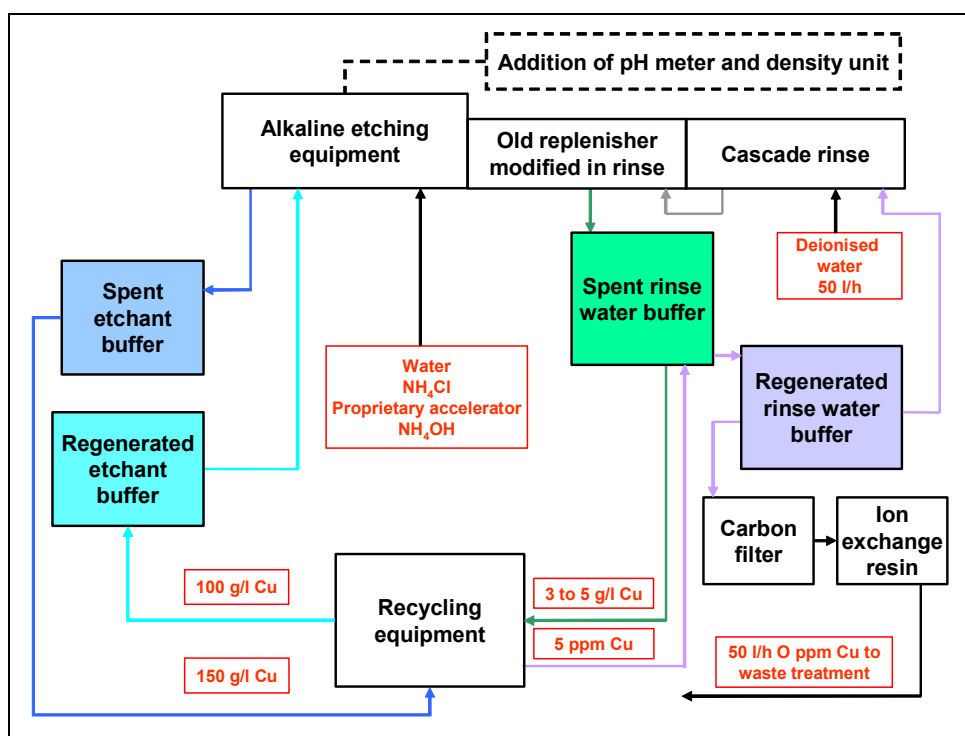 Addition of pH meter and density unit
Alkaline etching
equipment
Old replenisher
modified in rinse
Cascade rinse
Deionised
water
50 l/h
Spent
etchant
buffer
Spent rinse
water buffer
Water
NH₄Cl
Proprietary accelerator
NH₄OH
Regenerated
rinse water
buffer
Regenerated
etchant
buffer
Carbon
filter
Ion
exchange
resin
100 g/l Cu
Recycling
equipment
3 to 5 g/l Cu
5 ppm Cu
150 g/l Cu
50 l/h O ppm Cu to
waste treatment